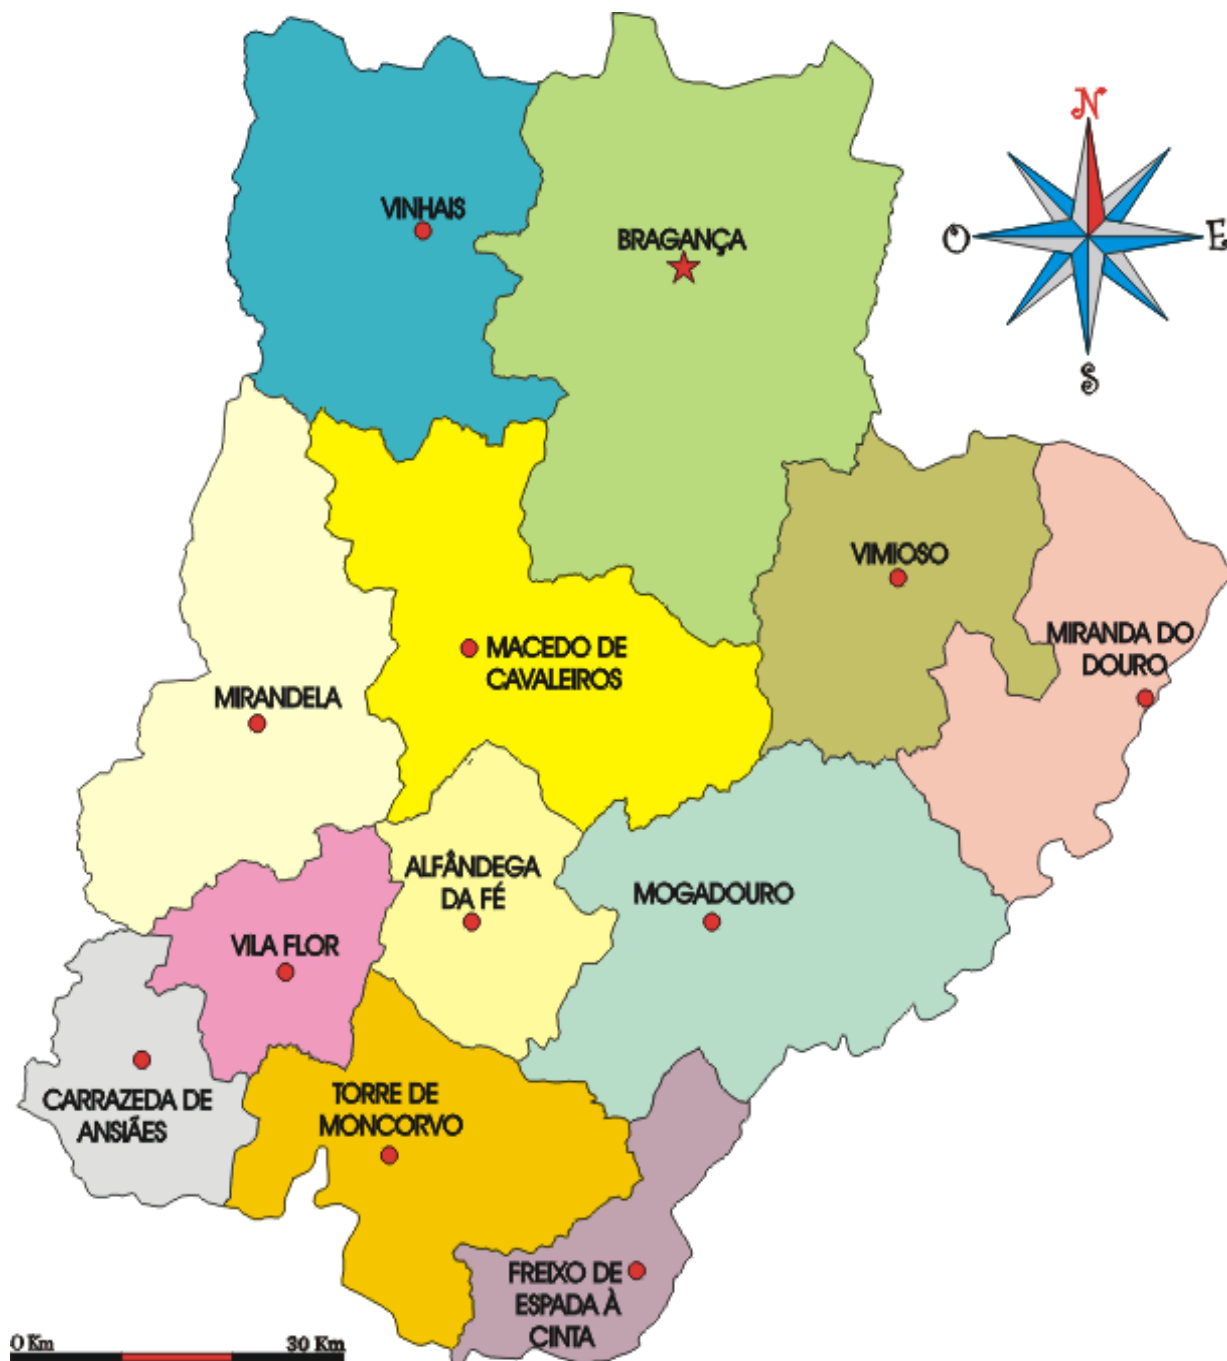 N
VINHAIS
BRAGANÇA
O
E
S
VIMIOSO
MIRANDA DO
DOURO
MACEDO DE
CAVALEIROS
MIRANDELA
ALFÂNDEGA
DA FÉ
MOGADOURO
VILA FLOR
CARRAZEDA DE
ANSIÃES
TORRE DE
MONCORVO
FREIXO DE
ESPADA À
CINTA
0 Km
30 Km